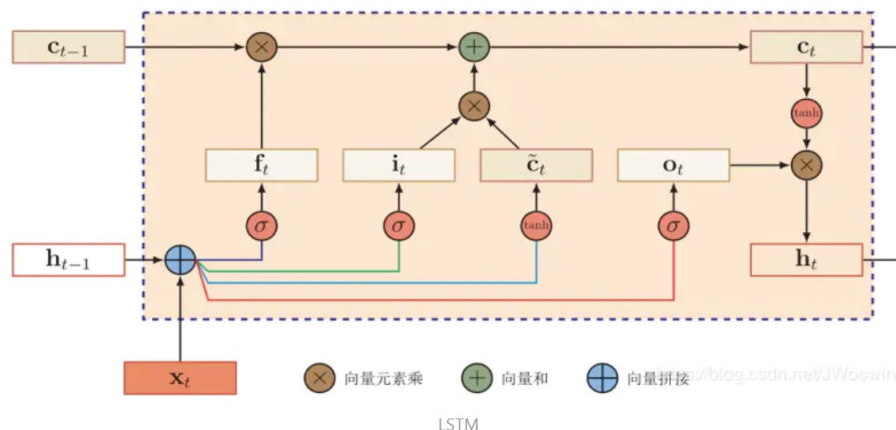 c_{t−1}
×
+
c_t
tanh
×
f_t
i_t
c̃_t
o_t
×
σ
σ
tanh
σ
h_{t−1}
h_t
x_t
× 向量元素乘
+ 向量和
向量拼接
https://blog.csdn.net/JWoswin
LSTM